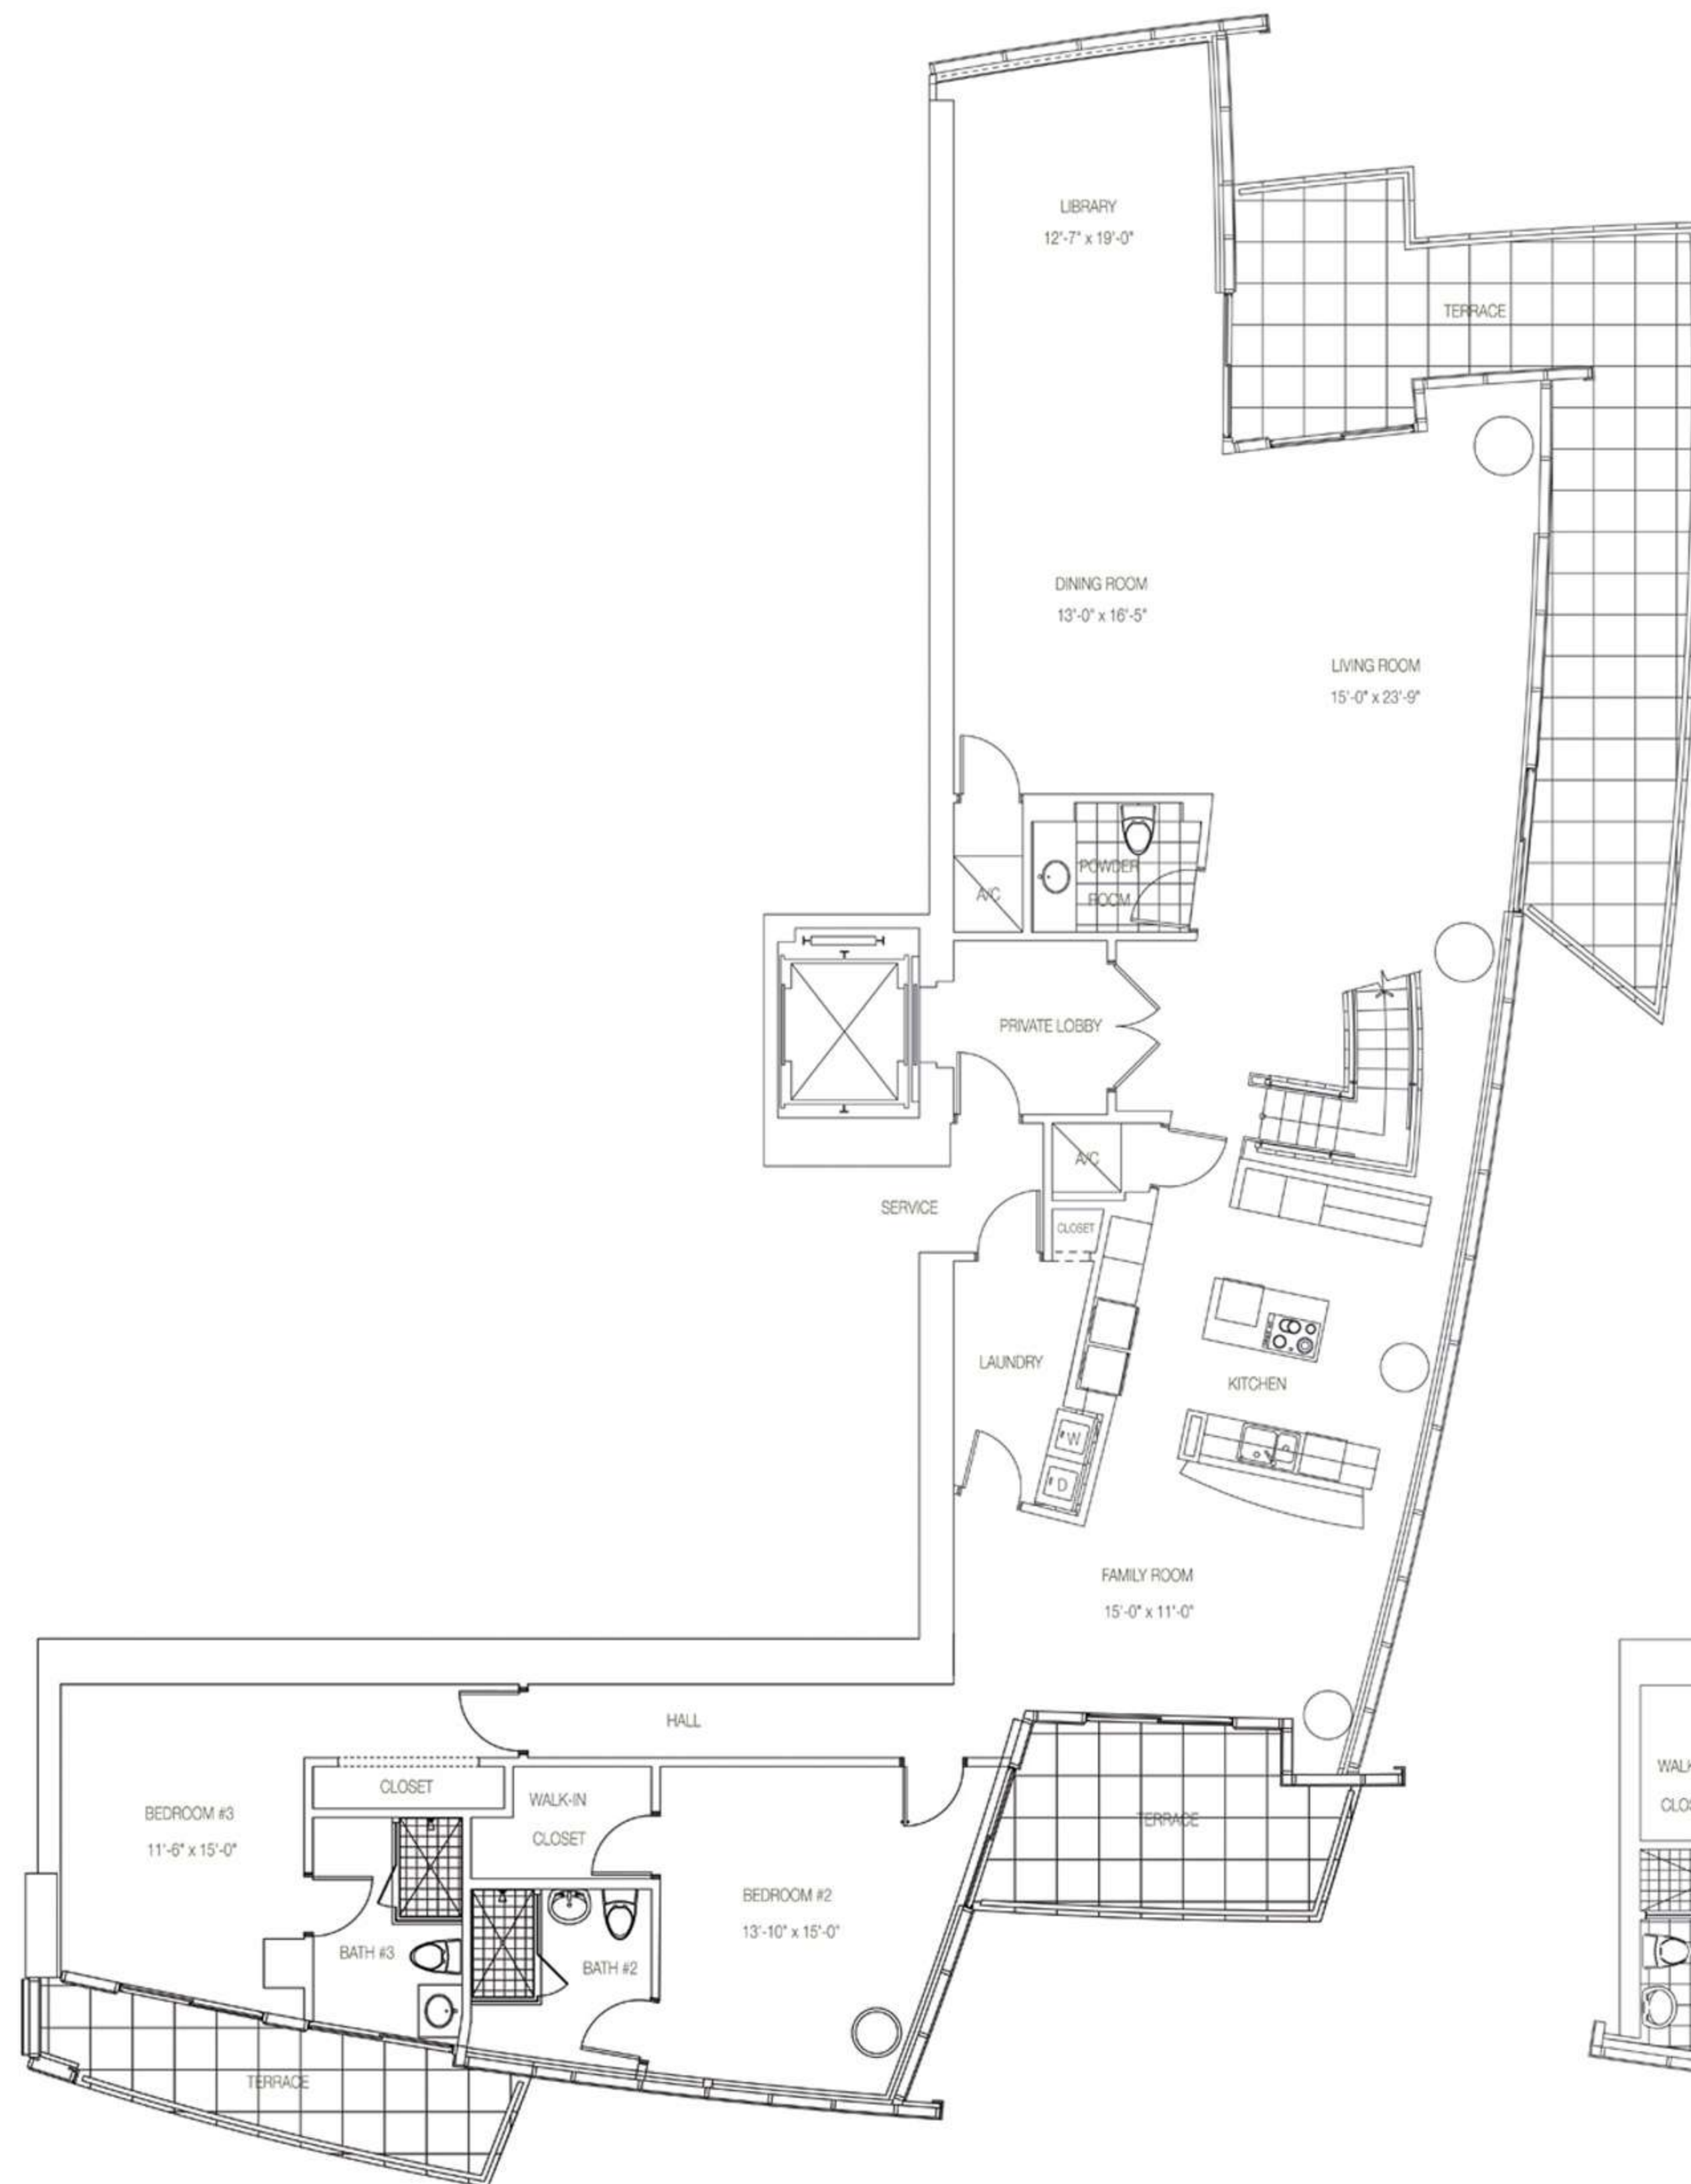 LIBRARY
12'-7" x 19'-0"
TERRACE
DINING ROOM
13'-0" x 16'-5"
LIVING ROOM
15'-0" x 23'-9"
POWDER
ROOM
A/C
PRIVATE LOBBY
A/C
SERVICE
CLOSET
LAUNDRY
KITCHEN
W
D
FAMILY ROOM
15'-0" x 11'-0"
HALL
CLOSET
WALK-IN
CLOSET
BEDROOM #3
11'-6" x 15'-0"
TERRACE
BEDROOM #2
13'-10" x 15'-0"
BATH #3
BATH #2
TERRACE